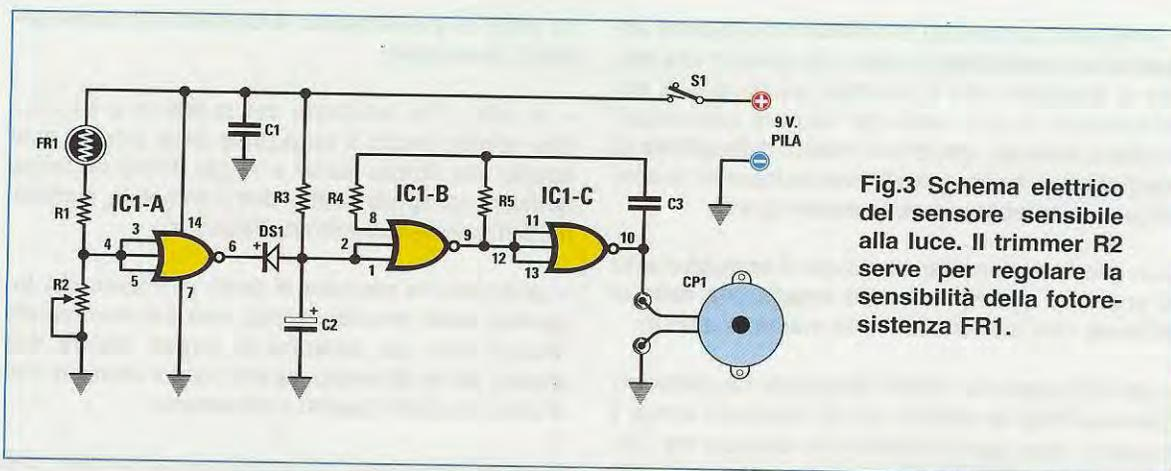 S1
9 V.
PILA
FR1
C1
R1
IC1-A
14
3
4
5
6
7
R2
DS1
R3
C2
R4
IC1-B
8
2
1
9
R5
IC1-C
11
12
13
10
C3
CP1
Fig.3 Schema elettrico
del sensore sensibile
alla luce. Il trimmer R2
serve per regolare la
sensibilità della fotore-
sistenza FR1.